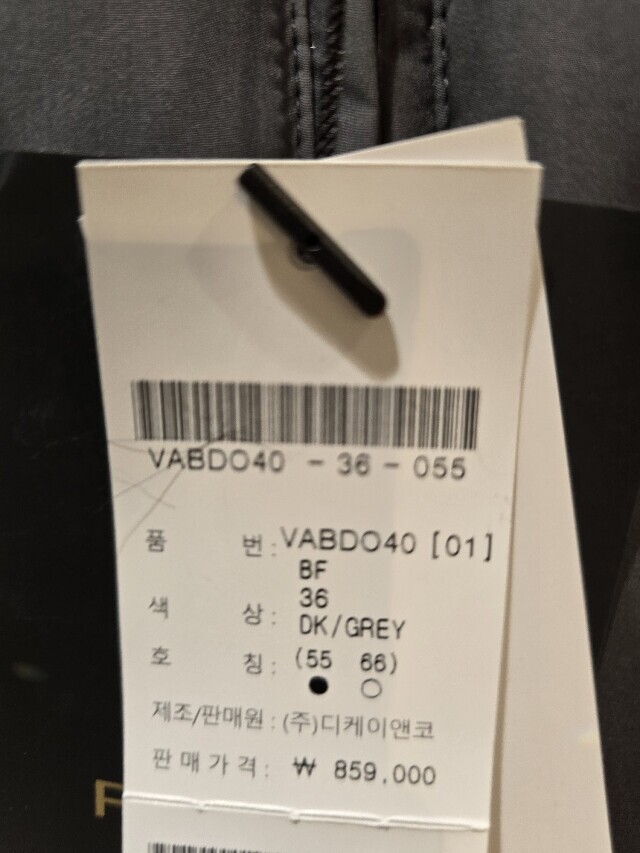 VABDO40 - 36 - 055
품 번 : VABDO40 [01]
BF
36
색 상 : DK/GREY
호 칭 : (55 66)
● ○
제조/판매원 : (주)디케이앤코
판 매 가 격 : ₩ 859,000